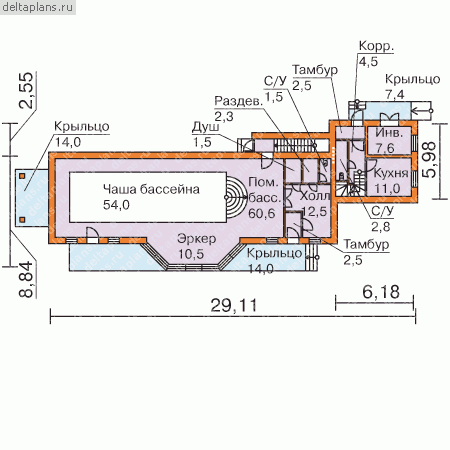 deltaplans.ru
Корр.
4,5
Тамбур
2,5
Крыльцо
7,4
С/У
1,5
Раздев.
2,3
Душ
1,5
2,55
Крыльцо
14,0
Инв.
7,6
5,98
Чаша бассейна
54,0
Пом.
басс.
60,6
Холл
12,5
Кухня
11,0
С/У
2,8
Эркер
10,5
Тамбур
2,5
Крыльцо
14,0
8,84
29,11
6,18